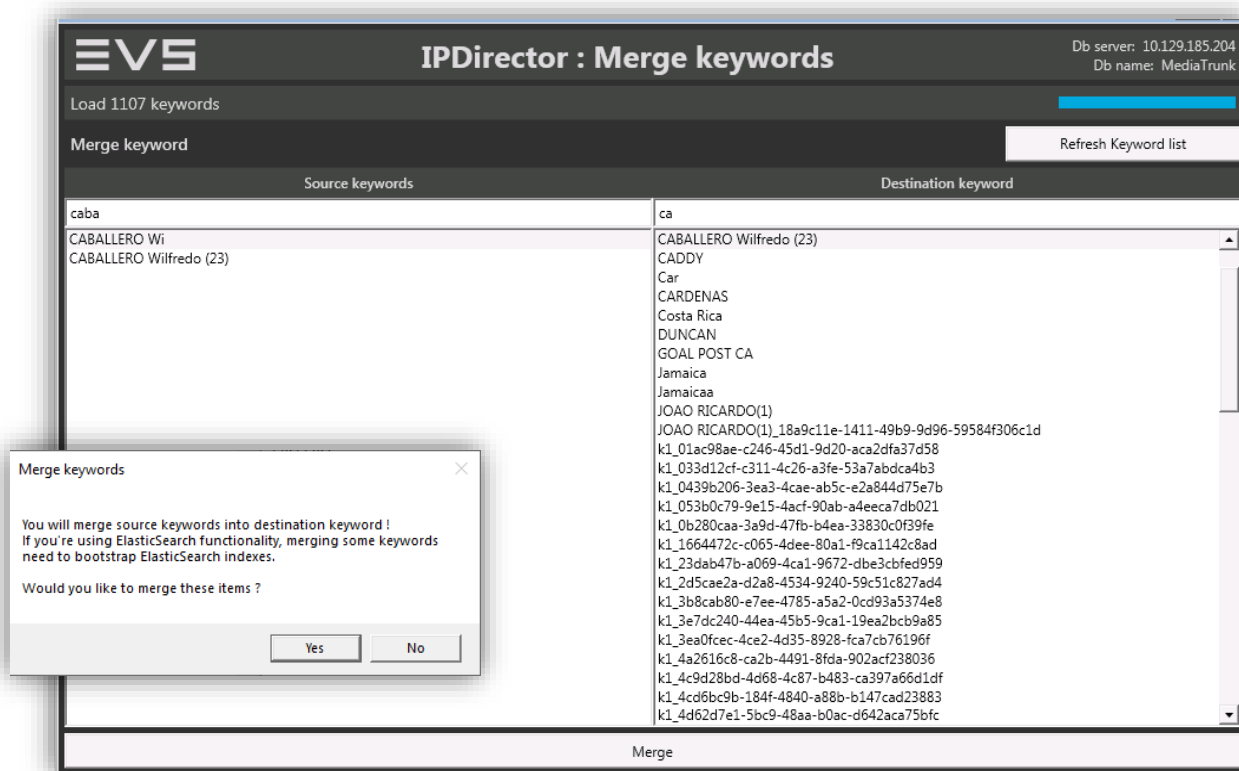 EVS
IPDirector : Merge keywords
Db server: 10.129.185.204
Db name: MediaTrunk
Load 1107 keywords
Merge keyword
Refresh Keyword list
Source keywords
Destination keyword
caba
ca
CABALLERO Wi
CABALLERO Wilfredo (23)
CABALLERO Wilfredo (23)
CADDY
Car
CARDENAS
Costa Rica
DUNCAN
GOAL POST CA
Jamaica
Jamaicaa
JOAO RICARDO(1)
JOAO RICARDO(1)_18a9c11e-1411-49b9-9d96-59584f306c1d
k1_01ac98ae-c246-45d1-9d20-aca2dfa37d58
k1_033d12cf-c311-4c26-a3fe-53a7abdca4b3
k1_0439b206-3ea3-4cae-ab5c-e2a844d75e7b
k1_053b0c79-9e15-4acf-90ab-a4eeca7db021
k1_0b280caa-3a9d-47fb-b4ea-33830c0f39fe
k1_1664472c-c065-4dee-80a1-f9ca1142c8ad
k1_23dab47b-a069-4ca1-9672-dbe3cbfed959
k1_2d5cae2a-d2a8-4534-9240-59c51c827ad4
k1_3b8cab80-e7ee-4785-a5a2-0cd93a5374e8
k1_3e7dc240-44ea-45b5-9ca1-19ea2bcb9a85
k1_3ea0fcec-4ce2-4d35-8928-fca7cb76196f
k1_4a2616c8-ca2b-4491-8fda-902acf238036
k1_4c9d28bd-4d68-4c87-b483-ca397a66d1df
k1_4cd6bc9b-184f-4840-a88b-b147cad23883
k1_4d62d7e1-5bc9-48aa-b0ac-d642aca75bfc
Merge keywords
You will merge source keywords into destination keyword !
If you're using ElasticSearch functionality, merging some keywords
need to bootstrap ElasticSearch indexes.
Would you like to merge these items ?
Yes
No
Merge